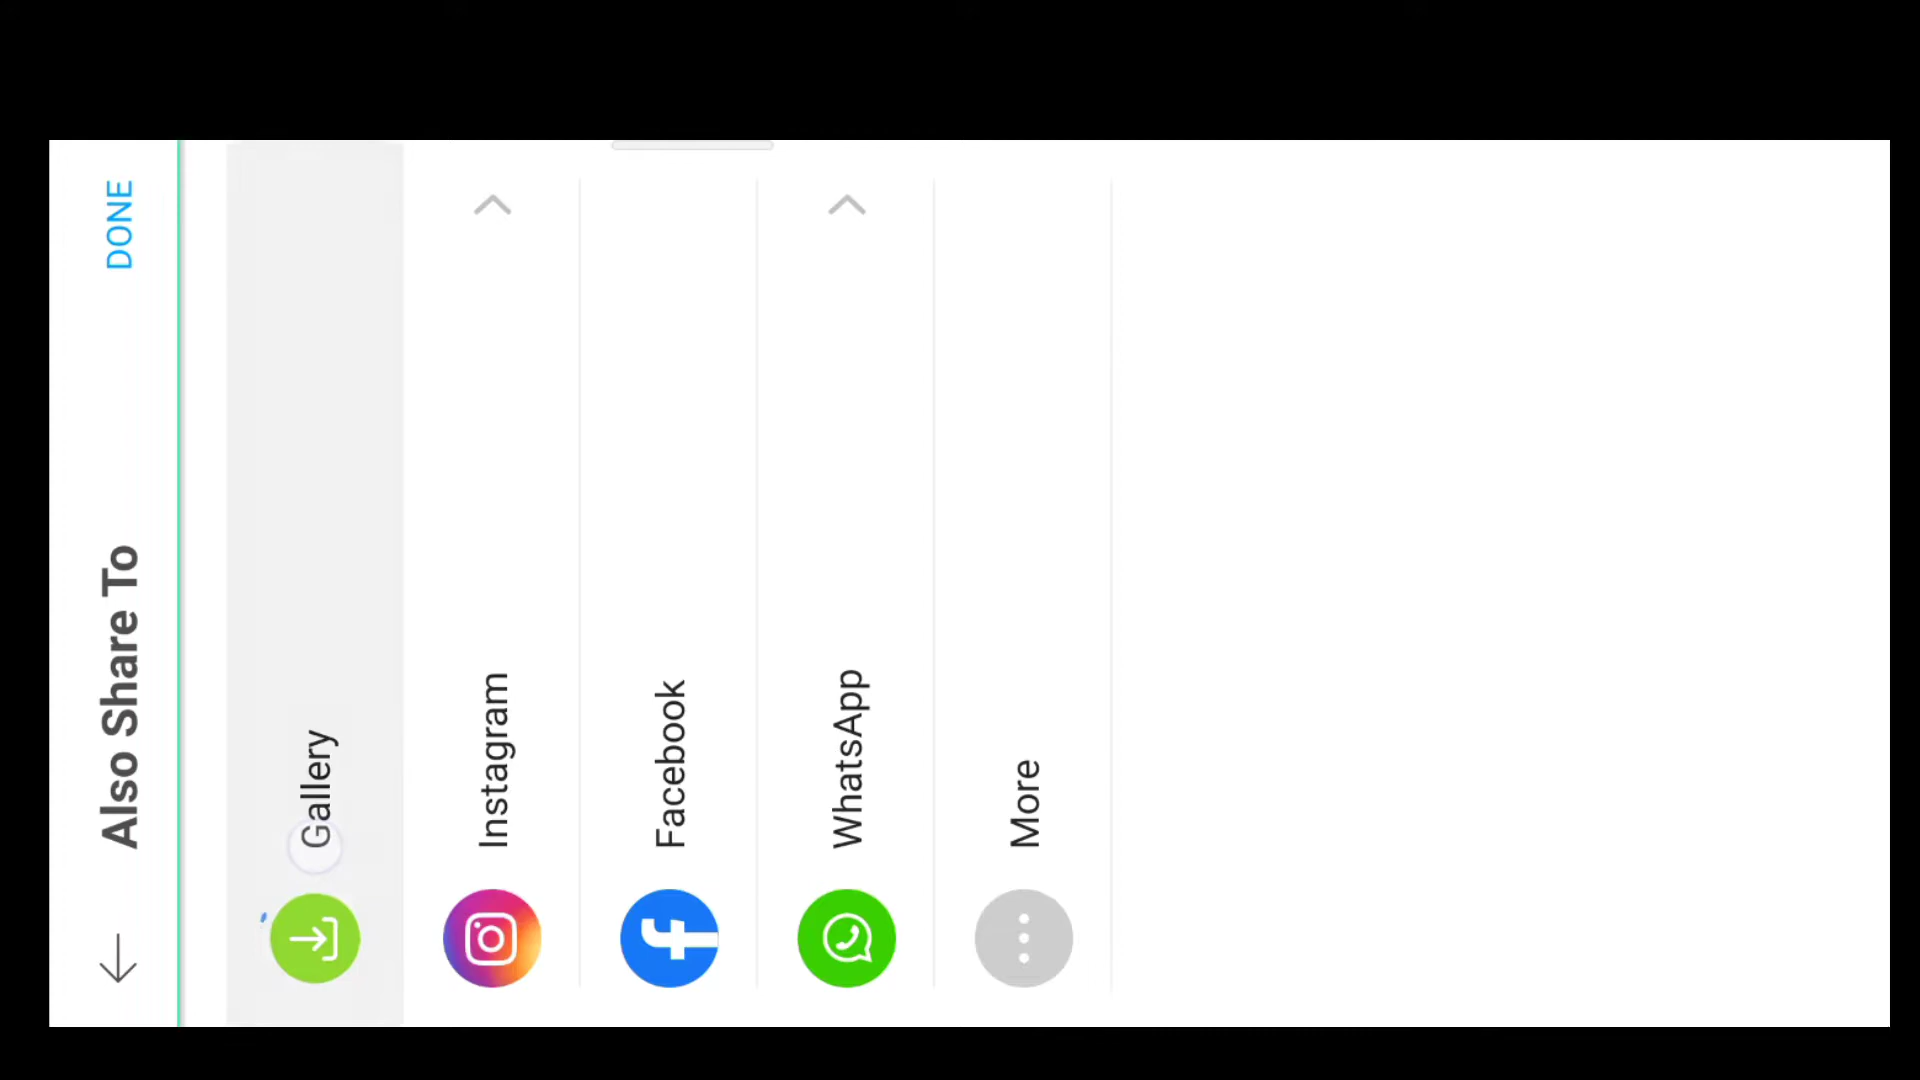 Also Share To
DONE
Gallery
Instagram
Facebook
WhatsApp
More